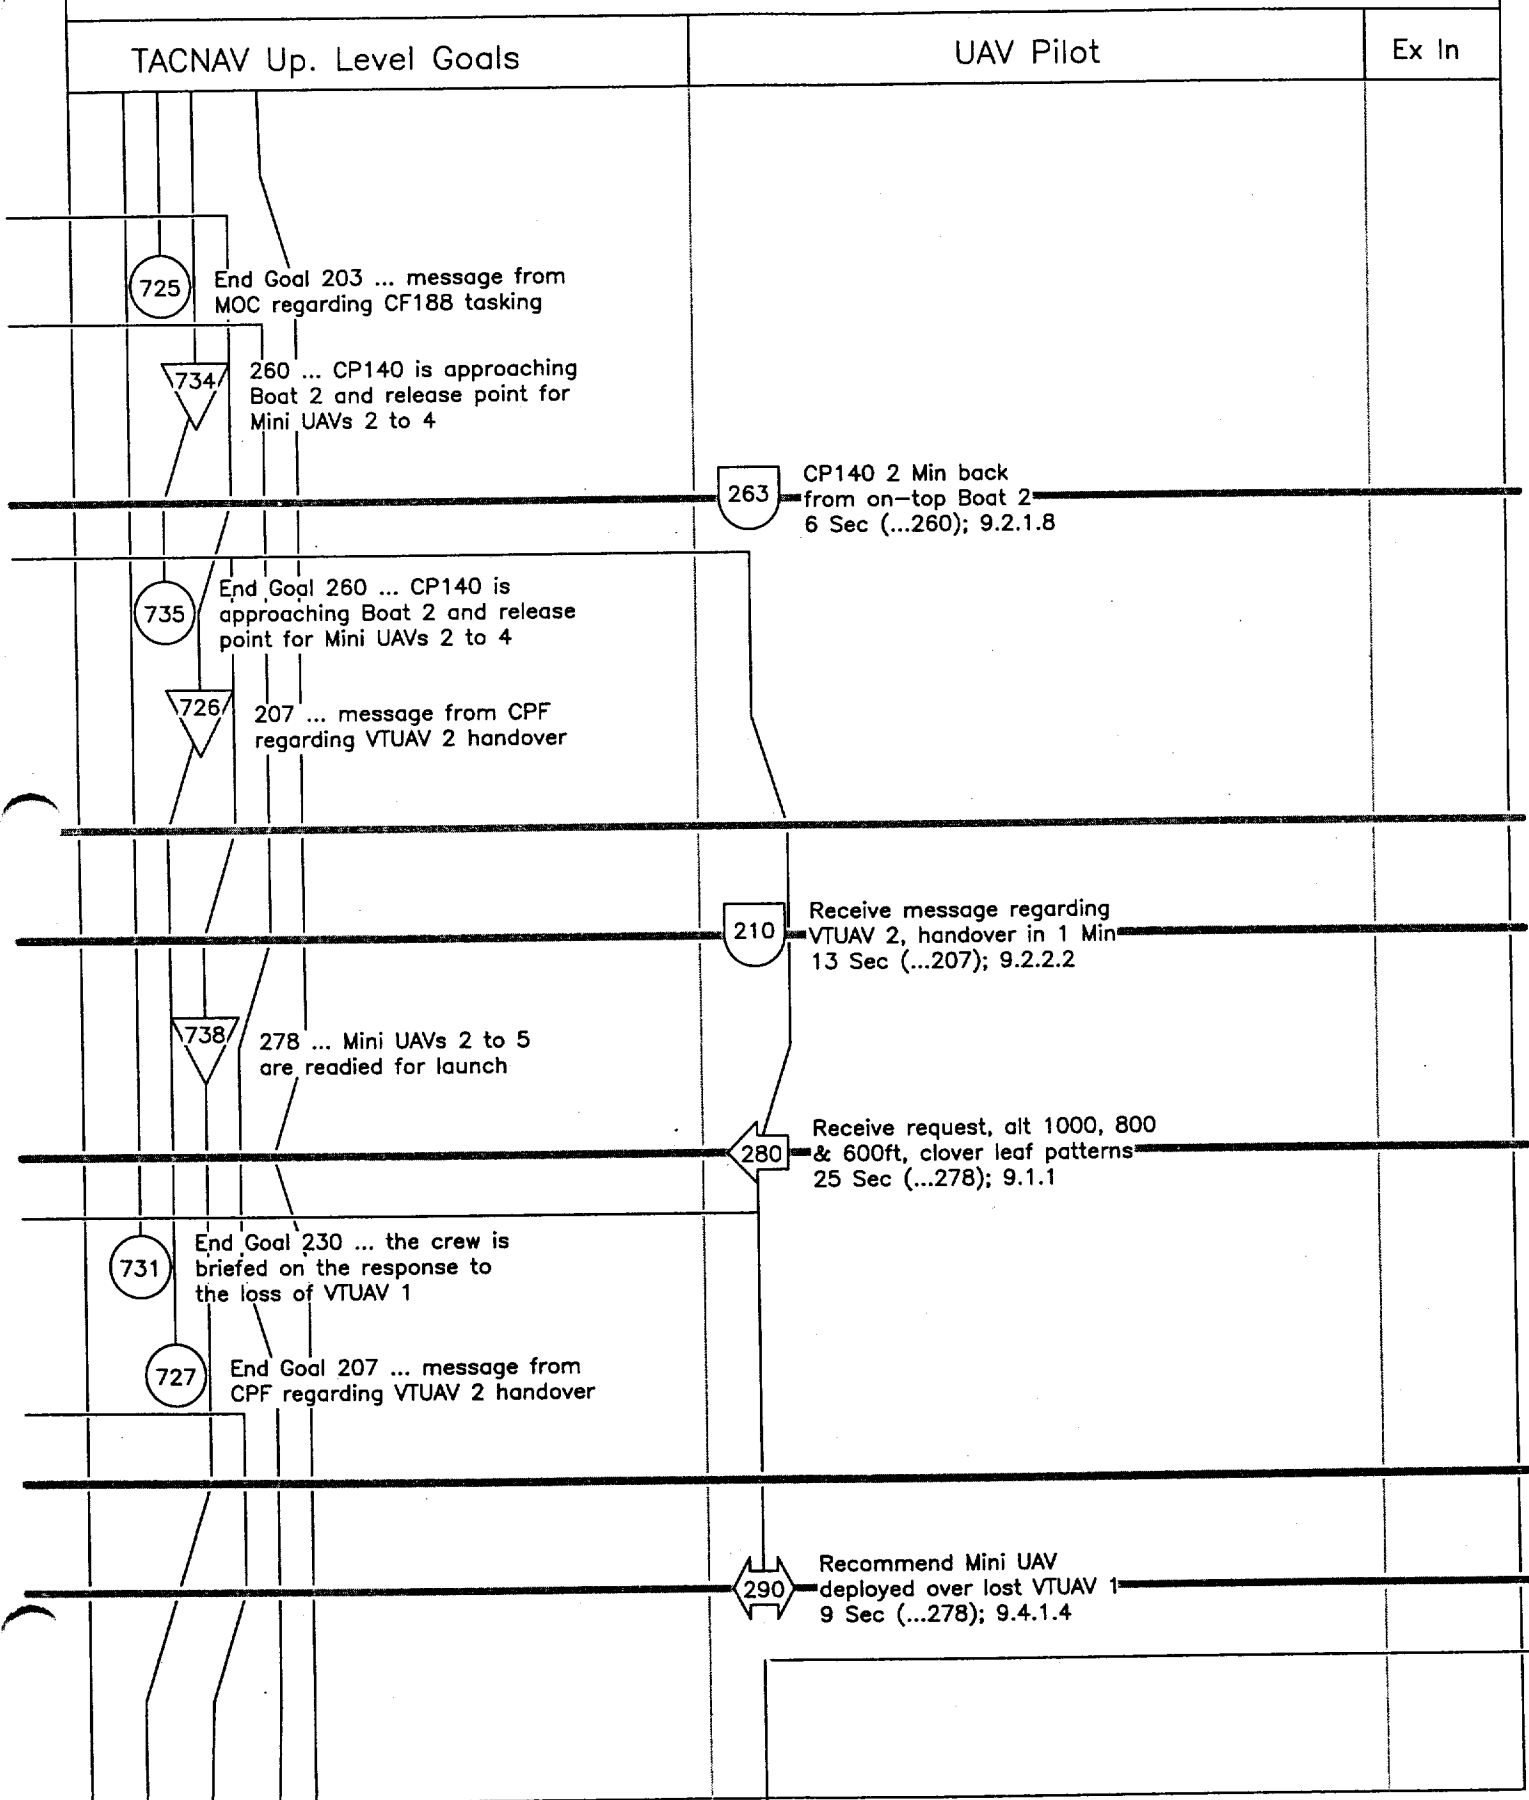 TACNAV Up. Level Goals
UAV Pilot
Ex In
725
End Goal 203 ... message from
MOC regarding CF188 tasking
734
260 ... CP140 is approaching
Boat 2 and release point for
Mini UAVs 2 to 4
263
CP140 2 Min back
from on-top Boat 2
6 Sec (...260); 9.2.1.8
735
End Goal 260 ... CP140 is
approaching Boat 2 and release
point for Mini UAVs 2 to 4
726
207 ... message from CPF
regarding VTUAV 2 handover
210
Receive message regarding
VTUAV 2, handover in 1 Min
13 Sec (...207); 9.2.2.2
738
278 ... Mini UAVs 2 to 5
are readied for launch
280
Receive request, alt 1000, 800
& 600ft, clover leaf patterns
25 Sec (...278); 9.1.1
731
End Goal 230 ... the crew is
briefed on the response to
the loss of VTUAV 1
727
End Goal 207 ... message from
CPF regarding VTUAV 2 handover
290
Recommend Mini UAV
deployed over lost VTUAV 1
9 Sec (...278); 9.4.1.4